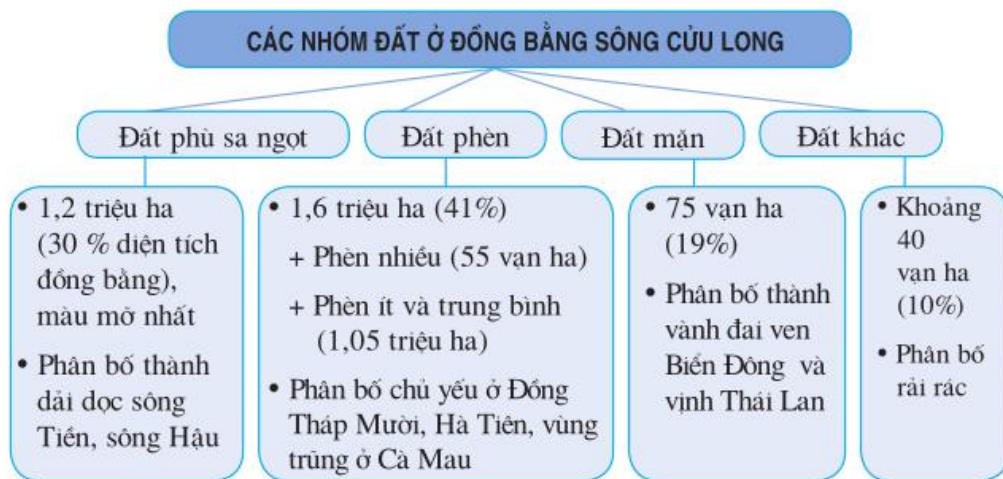 CÁC NHÓM ĐẤT Ở ĐỒNG BẰNG SÔNG CỬU LONG
Đất phù sa ngọt
• 1,2 triệu ha
(30 % diện tích
đồng bằng),
màu mỡ nhất
• Phân bố thành
dải dọc sông
Tiền, sông Hậu
Đất phèn
• 1,6 triệu ha (41%)
+ Phèn nhiều (55 vạn ha)
+ Phèn ít và trung bình
(1,05 triệu ha)
• Phân bố chủ yếu ở Đồng
Tháp Mười, Hà Tiên, vùng
trũng ở Cà Mau
Đất mặn
• 75 vạn ha
(19%)
• Phân bố thành
vành đai ven
Biển Đông và
vịnh Thái Lan
Đất khác
• Khoảng
40
vạn ha
(10%)
• Phân bố
rải rác